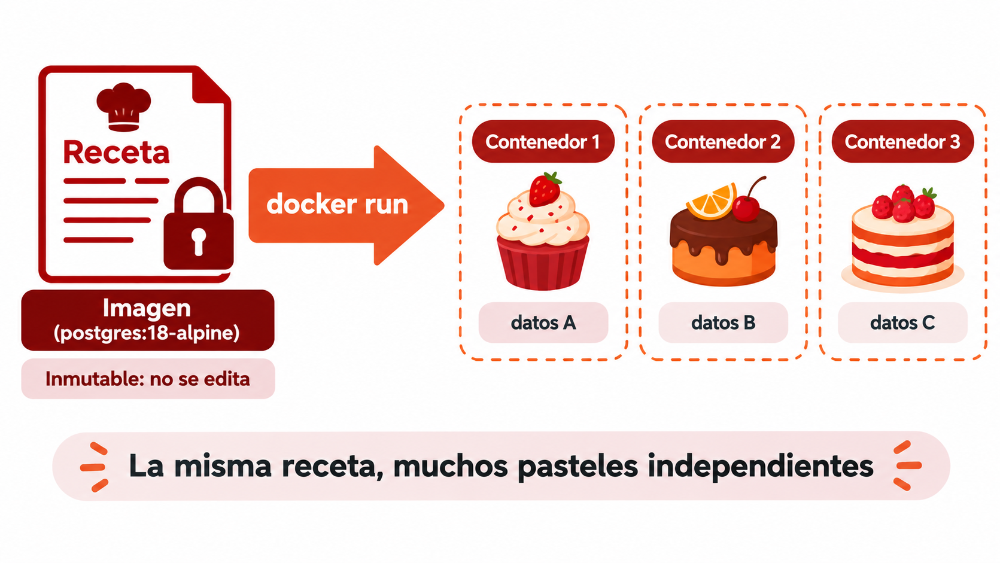 Receta
Imagen
(postgres:18-alpine)
Inmutable: no se edita
docker run
Contenedor 1
datos A
Contenedor 2
datos B
Contenedor 3
datos C
La misma receta, muchos pasteles independientes